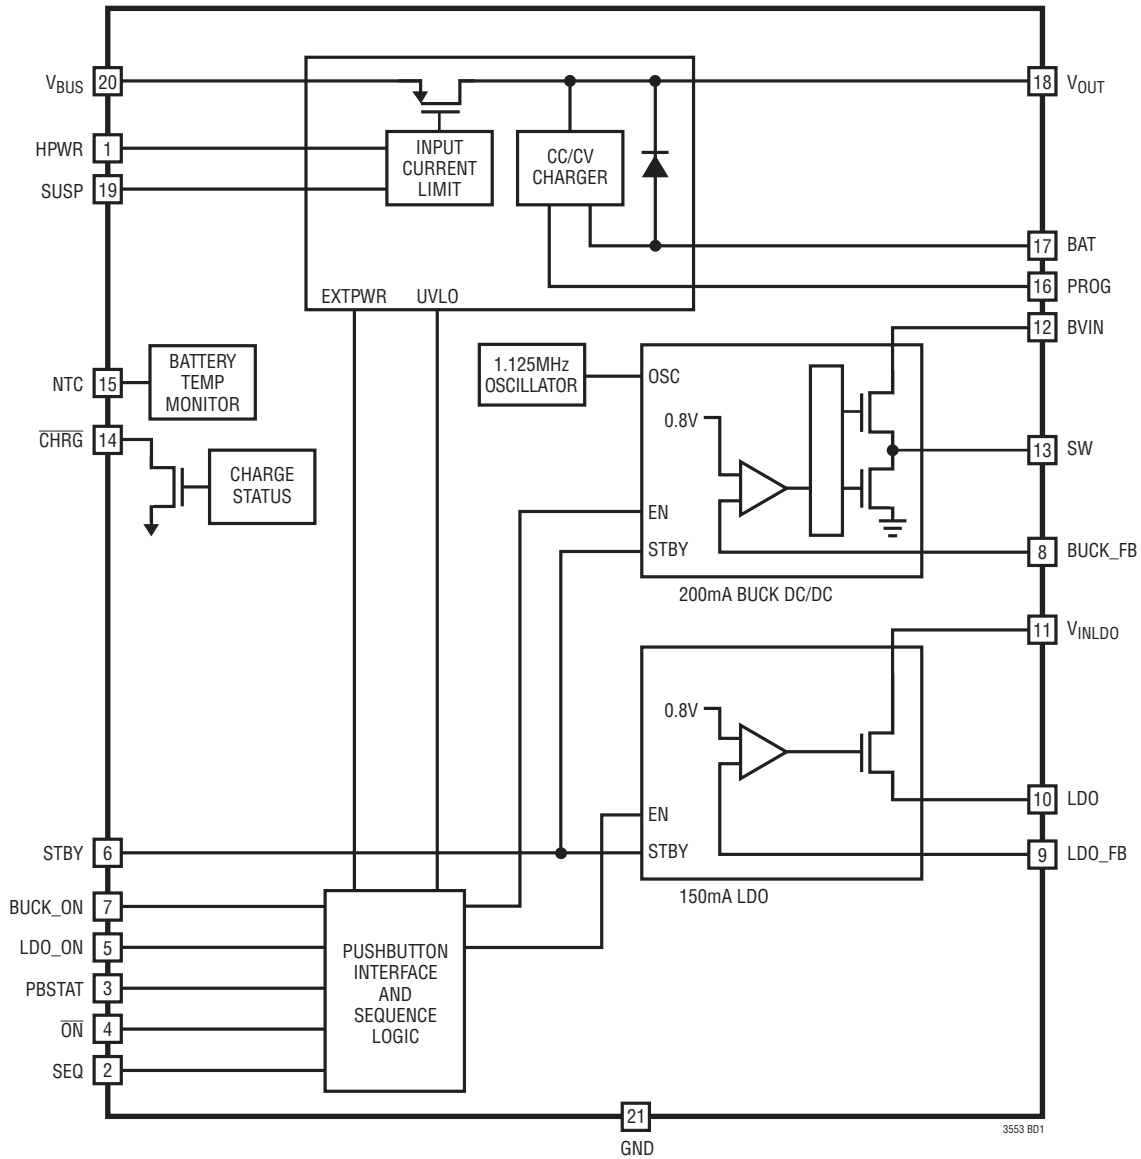 VBUS 20
18 VOUT
HPWR 1
INPUT
CURRENT
LIMIT
CC/CV
CHARGER
SUSP 19
17 BAT
16 PROG
EXTPWR UVLO
12 BVIN
NTC 15
BATTERY
TEMP
MONITOR
1.125MHz
OSCILLATOR
OSC
0.8V
CHRG 14
13 SW
CHARGE
STATUS
EN
STBY
8 BUCK_FB
200mA BUCK DC/DC
11 VINLDO
0.8V
10 LDO
EN
STBY 6
STBY
9 LDO_FB
150mA LDO
BUCK_ON 7
LDO_ON 5
PBSTAT 3
ON 4
SEQ 2
PUSHBUTTON
INTERFACE
AND
SEQUENCE
LOGIC
21
GND
3553 BD1